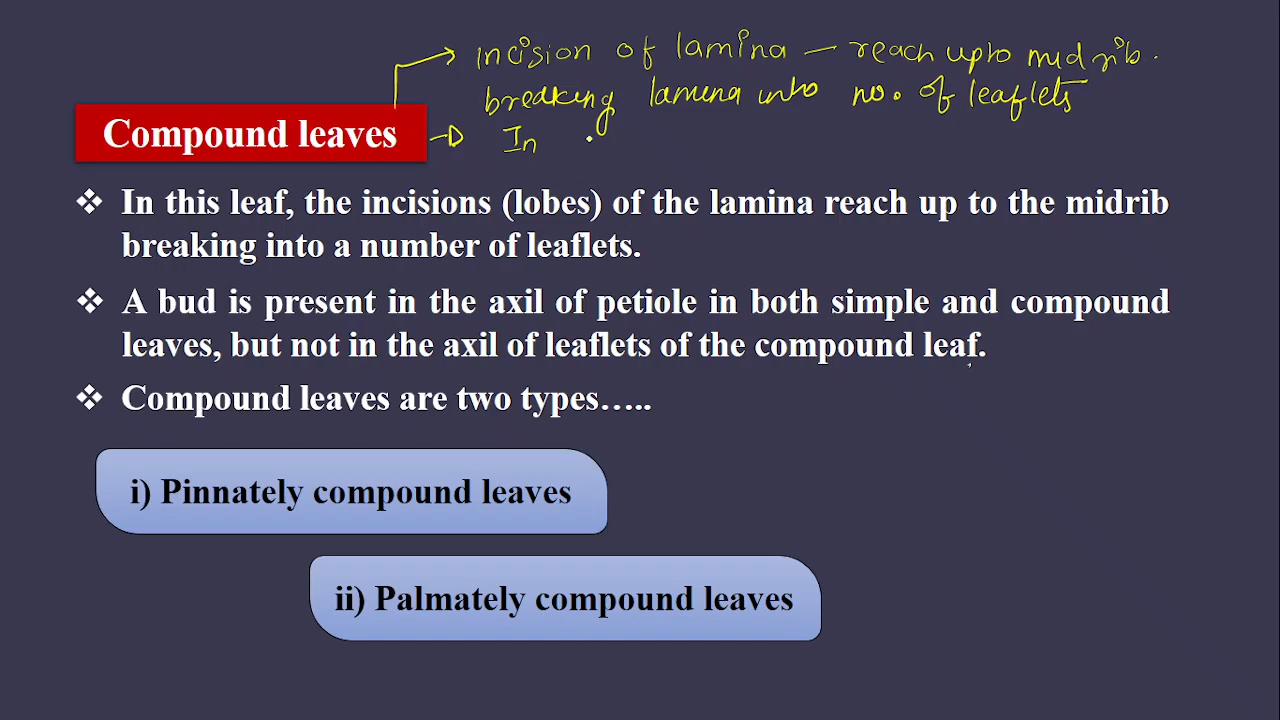 Incision of lamina – reach upto midrib.
breaking lamina into no. of leaflets
Compound leaves
In
❖ In this leaf, the incisions (lobes) of the lamina reach up to the midrib
breaking into a number of leaflets.
❖ A bud is present in the axil of petiole in both simple and compound
leaves, but not in the axil of leaflets of the compound leaf.
❖ Compound leaves are two types…..
i) Pinnately compound leaves
ii) Palmately compound leaves